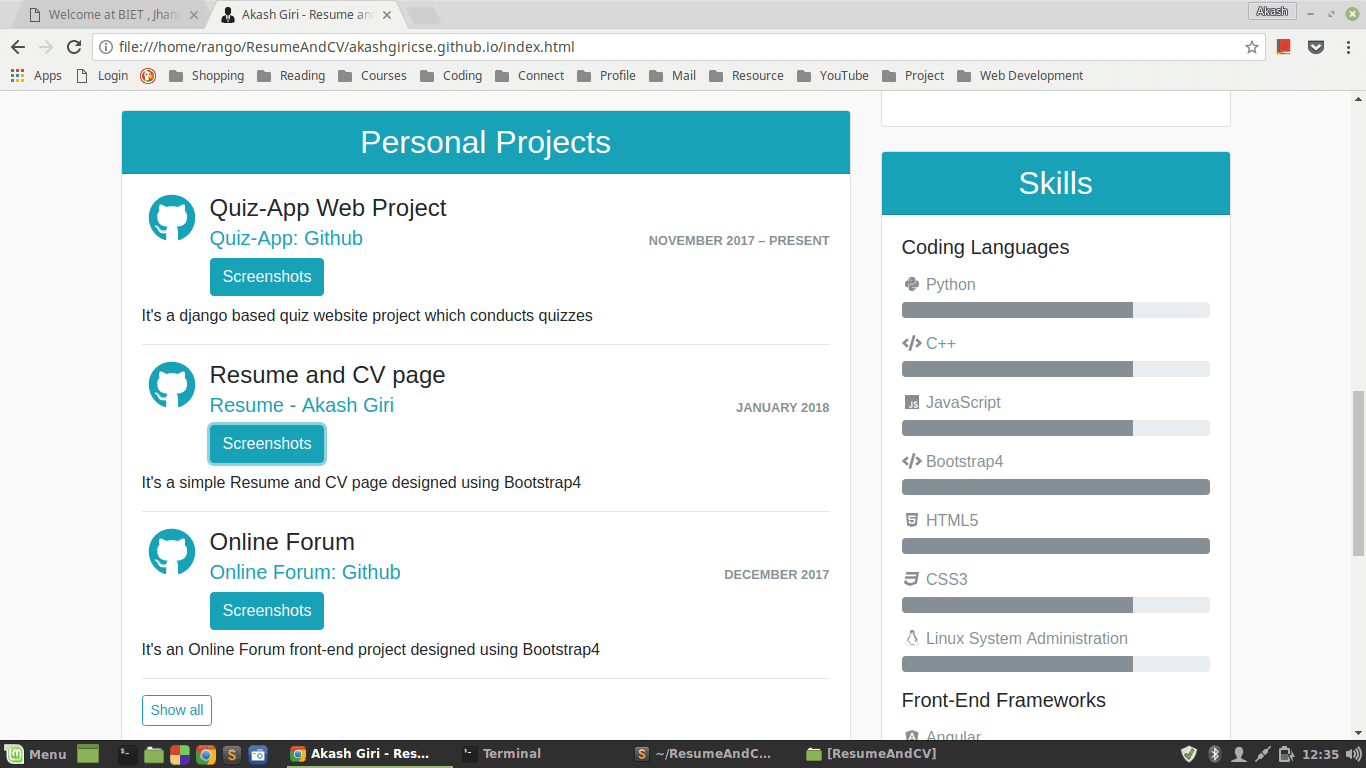 Welcome at BIET , Jhan
Akash Giri - Resume an
Akash
file:///home/rango/ResumeAndCV/akashgiricse.github.io/index.html
Apps Login Shopping Reading Courses Coding Connect Profile Mail Resource YouTube Project Web Development
Personal Projects
Quiz-App Web Project
Quiz-App: Github
NOVEMBER 2017 – PRESENT
Screenshots
It's a django based quiz website project which conducts quizzes
Resume and CV page
Resume - Akash Giri
JANUARY 2018
Screenshots
It's a simple Resume and CV page designed using Bootstrap4
Online Forum
Online Forum: Github
DECEMBER 2017
Screenshots
It's an Online Forum front-end project designed using Bootstrap4
Show all
Skills
Coding Languages
Python
C++
JavaScript
Bootstrap4
HTML5
CSS3
Linux System Administration
Front-End Frameworks
Angular
Menu
Akash Giri - Res...
Terminal
~/ResumeAndC...
[ResumeAndCV]
12:35